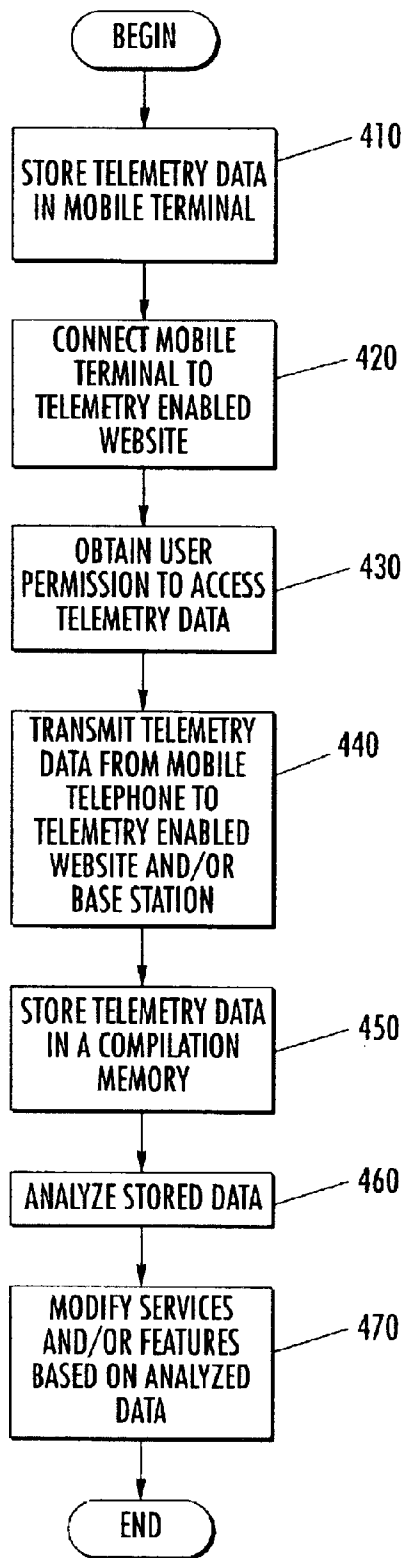 BEGIN
410
STORE TELEMETRY DATA
IN MOBILE TERMINAL
420
CONNECT MOBILE
TERMINAL TO
TELEMETRY ENABLED
WEBSITE
430
OBTAIN USER
PERMISSION TO ACCESS
TELEMETRY DATA
440
TRANSMIT TELEMETRY
DATA FROM MOBILE
TELEPHONE TO
TELEMETRY ENABLED
WEBSITE AND/OR
BASE STATION
450
STORE TELEMETRY DATA
IN A COMPILATION
MEMORY
460
ANALYZE STORED DATA
470
MODIFY SERVICES
AND/OR FEATURES
BASED ON ANALYZED
DATA
END